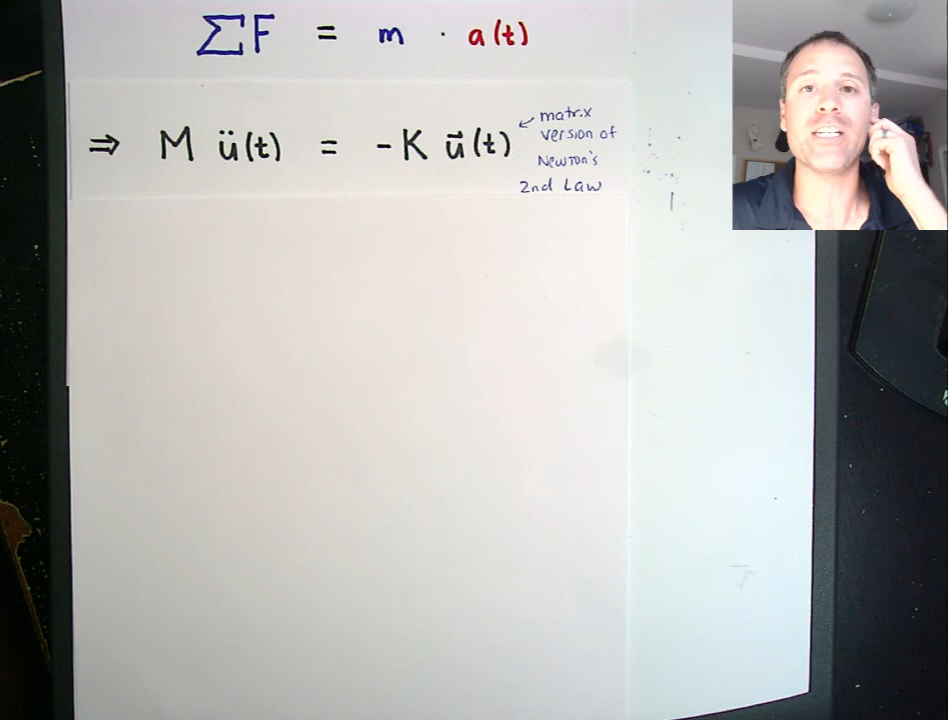 ΣF = m · a(t)
⇒ M ü(t) = -K u⃗(t)
matrix
version of
Newton's
2nd Law